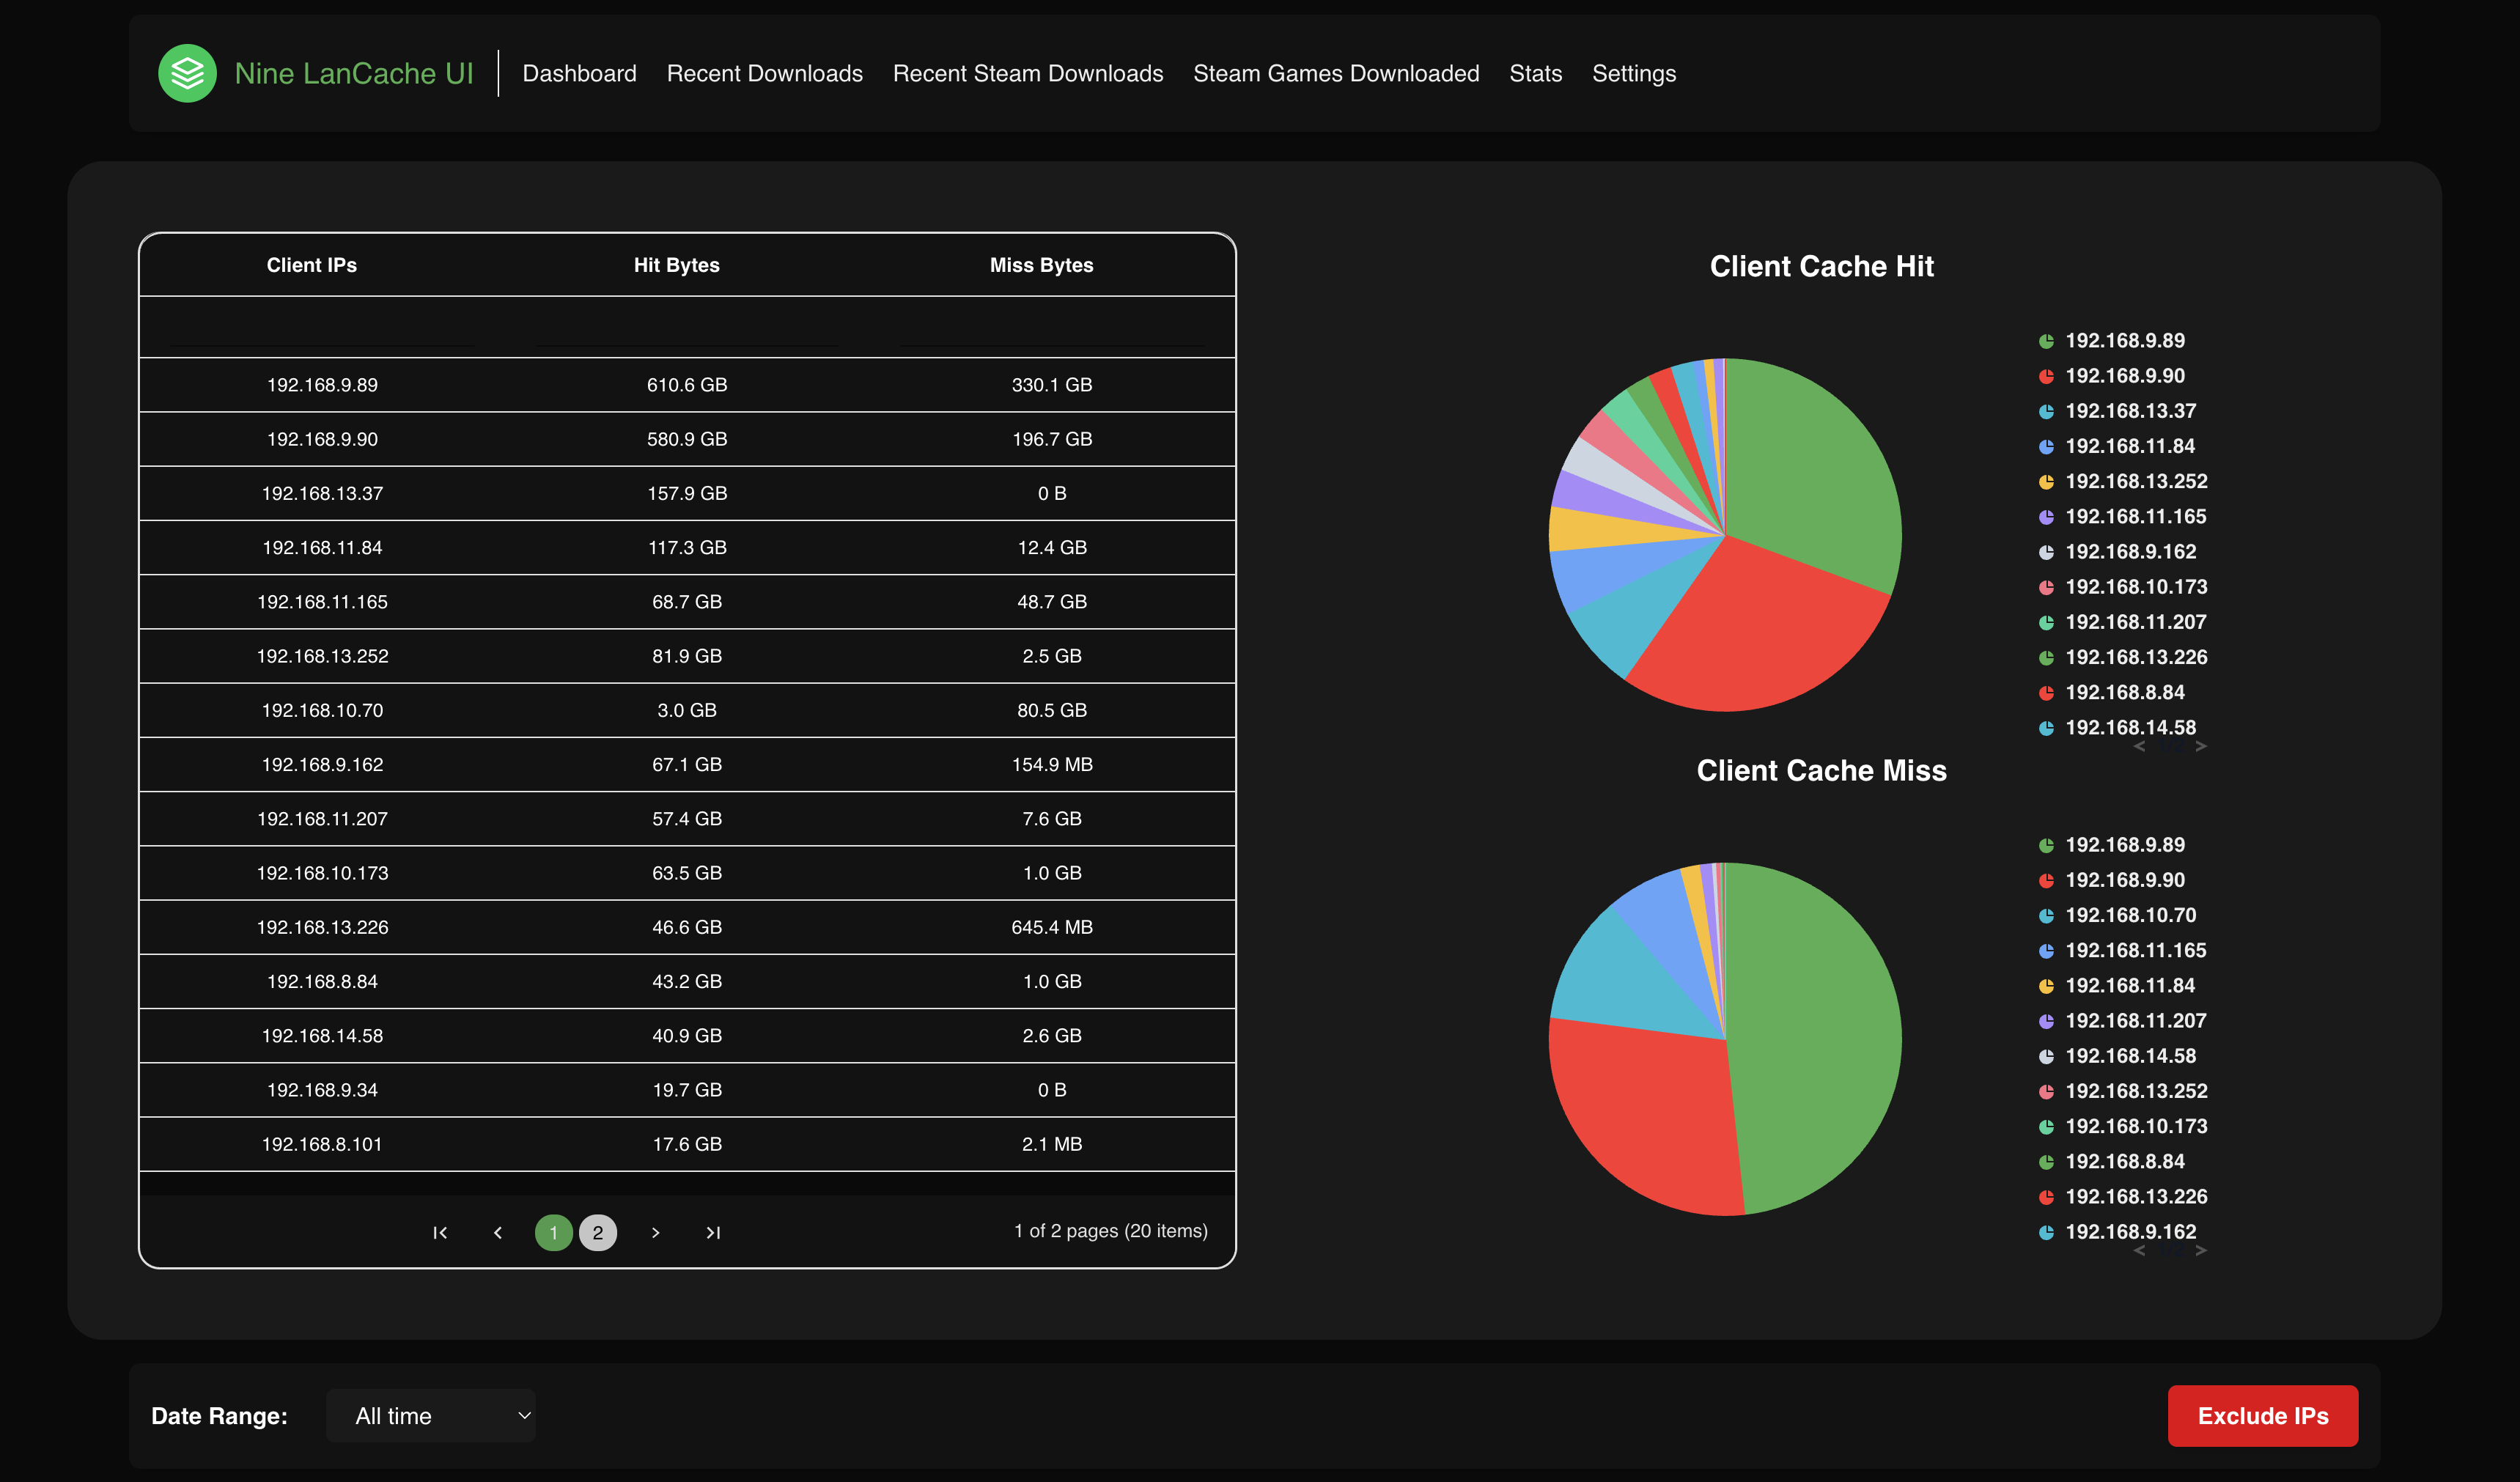 Nine LanCache UI Dashboard Recent Downloads Recent Steam Downloads Steam Games Downloaded Stats Settings
Client IPs Hit Bytes Miss Bytes
192.168.9.89 610.6 GB 330.1 GB
192.168.9.90 580.9 GB 196.7 GB
192.168.13.37 157.9 GB 0 B
192.168.11.84 117.3 GB 12.4 GB
192.168.11.165 68.7 GB 48.7 GB
192.168.13.252 81.9 GB 2.5 GB
192.168.10.70 3.0 GB 80.5 GB
192.168.9.162 67.1 GB 154.9 MB
192.168.11.207 57.4 GB 7.6 GB
192.168.10.173 63.5 GB 1.0 GB
192.168.13.226 46.6 GB 645.4 MB
192.168.8.84 43.2 GB 1.0 GB
192.168.14.58 40.9 GB 2.6 GB
192.168.9.34 19.7 GB 0 B
192.168.8.101 17.6 GB 2.1 MB
1 2 1 of 2 pages (20 items)
Client Cache Hit
192.168.9.89
192.168.9.90
192.168.13.37
192.168.11.84
192.168.13.252
192.168.11.165
192.168.9.162
192.168.10.173
192.168.11.207
192.168.13.226
192.168.8.84
192.168.14.58
Client Cache Miss
192.168.9.89
192.168.9.90
192.168.10.70
192.168.11.165
192.168.11.84
192.168.11.207
192.168.14.58
192.168.13.252
192.168.10.173
192.168.8.84
192.168.13.226
192.168.9.162
Date Range: All time Exclude IPs